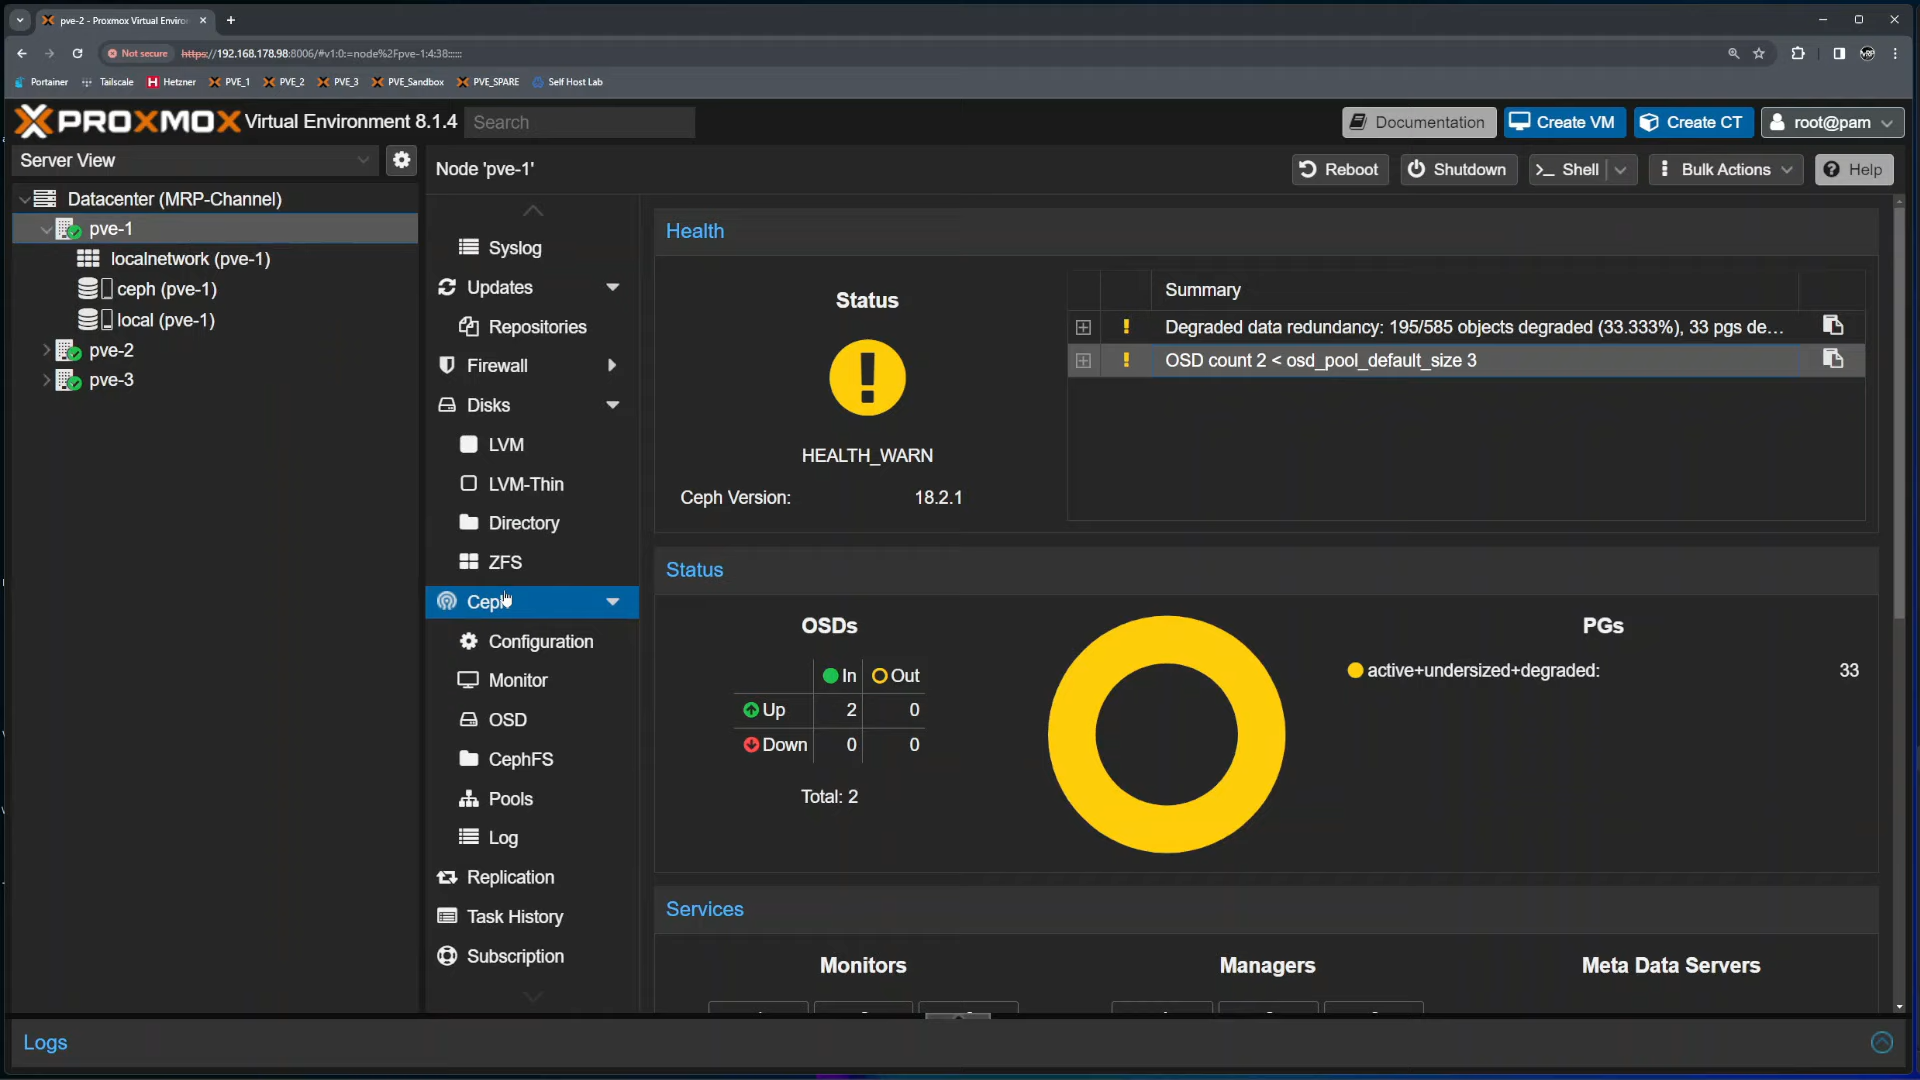 pve-2 - Proxmox Virtual Enviro
Not secure https://192.168.178.98:8006/#v1:0:=node%2Fpve-1:4:38::::::
Portainer Tailscale Hetzner PVE_1 PVE_2 PVE_3 PVE_Sandbox PVE_SPARE Self Host Lab
PROXMOX Virtual Environment 8.1.4 Search Documentation Create VM Create CT root@pam
Server View
Node 'pve-1' Reboot Shutdown >_ Shell Bulk Actions Help
Datacenter (MRP-Channel)
pve-1
localnetwork (pve-1)
ceph (pve-1)
local (pve-1)
pve-2
pve-3
Syslog
Updates
Repositories
Firewall
Disks
LVM
LVM-Thin
Directory
ZFS
Ceph
Configuration
Monitor
OSD
CephFS
Pools
Log
Replication
Task History
Subscription
Health
Status
HEALTH_WARN
Ceph Version: 18.2.1
Summary
Degraded data redundancy: 195/585 objects degraded (33.333%), 33 pgs de...
OSD count 2 < osd_pool_default_size 3
Status
OSDs
In Out
Up 2 0
Down 0 0
Total: 2
PGs
active+undersized+degraded: 33
Services
Monitors Managers Meta Data Servers
Logs